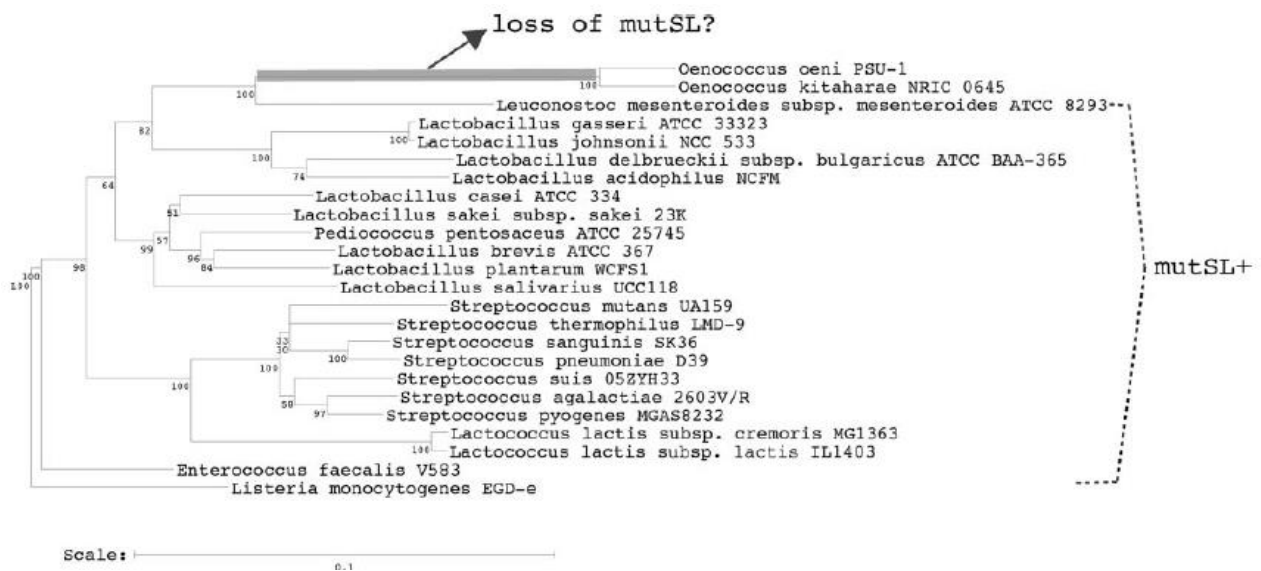 loss of mutSL?
Oenococcus oeni PSU-1
100
Oenococcus kitaharae NRIC 0645
100
Leuconostoc mesenteroides subsp. mesenteroides ATCC 8293
82
Lactobacillus gasseri ATCC 33323
100
Lactobacillus johnsonii NCC 533
100
Lactobacillus delbrueckii subsp. bulgaricus ATCC BAA-365
74
Lactobacillus acidophilus NCFM
64
Lactobacillus casei ATCC 334
51
Lactobacillus sakei subsp. sakei 23K
57
Pediococcus pentosaceus ATCC 25745
99
Lactobacillus brevis ATCC 367
96
84
Lactobacillus plantarum WCFS1
98
100
100
mutSL+
Lactobacillus salivarius UCC118
Streptococcus mutans UA159
Streptococcus thermophilus LMD-9
33
Streptococcus sanguinis SK36
30
100
Streptococcus pneumoniae D39
100
Streptococcus suis 05ZYH33
100
Streptococcus agalactiae 2603V/R
58
97
Streptococcus pyogenes MGAS8232
Lactococcus lactis subsp. cremoris MG1363
100
Lactococcus lactis subsp. lactis IL1403
Enterococcus faecalis V583
Listeria monocytogenes EGD-e
Scale:
0.1